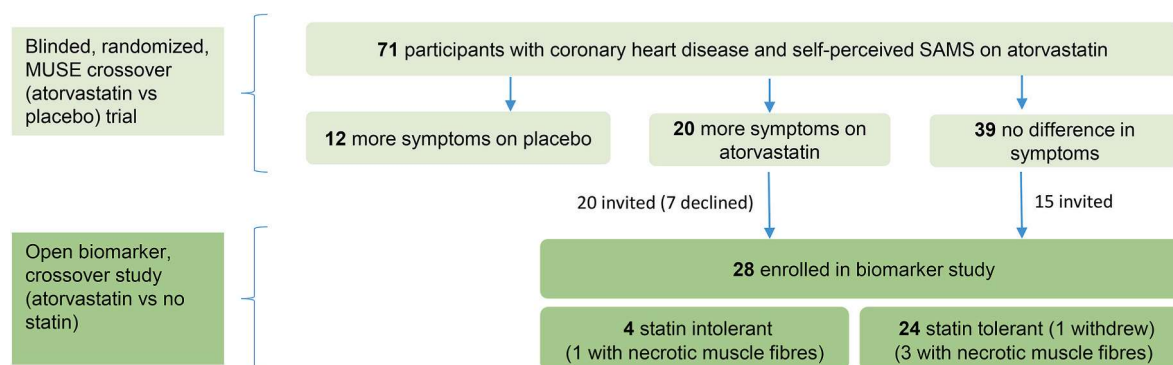 Blinded, randomized,
MUSE crossover
(atorvastatin vs
placebo) trial
71 participants with coronary heart disease and self-perceived SAMS on atorvastatin
12 more symptoms on placebo
20 more symptoms on
atorvastatin
39 no difference in
symptoms
20 invited (7 declined)
15 invited
Open biomarker,
crossover study
(atorvastatin vs no
statin)
28 enrolled in biomarker study
4 statin intolerant
(1 with necrotic muscle fibres)
24 statin tolerant (1 withdrew)
(3 with necrotic muscle fibres)